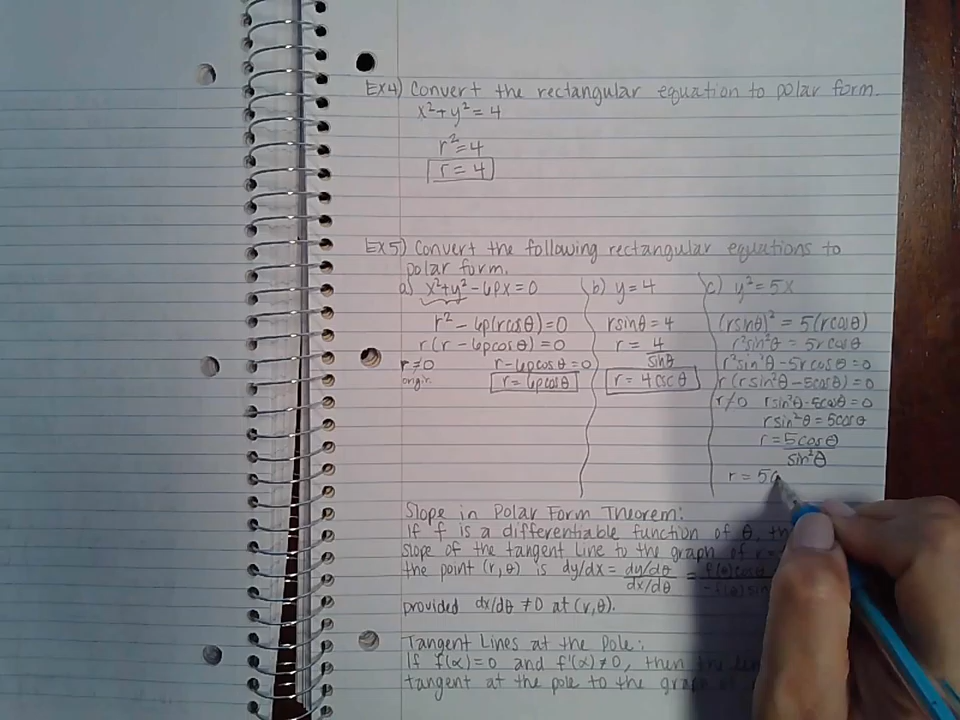 Ex4) Convert the rectangular equation to polar form.
x²+y²=4
r²=4
r=4
Ex5) Convert the following rectangular equations to
polar form.
a) x²+y²-6px=0
r²-6p(rcosθ)=0
r(r-6pcosθ)=0
r≠0 r-6pcosθ=0
origin r=6pcosθ
b) y=4
rsinθ=4
r= 4
sinθ
r=4cscθ
c) y²=5x
(rsinθ)²=5(rcosθ)
r²sin²θ=5rcosθ
r²sin²θ-5rcosθ=0
r(rsin²θ-5cosθ)=0
r≠0 rsin²θ-5cosθ=0
rsin²θ=5cosθ
r=5cosθ
sin²θ
r=5c
Slope in Polar Form Theorem:
If f is a differentiable function of θ,
slope of the tangent line to the graph of r
the point (r,θ) is dy/dx = dy/dθ = f(θ)cosθ
dx/dθ -f(θ)sin
provided dx/dθ ≠0 at (r,θ).
Tangent Lines at the Pole:
If f(α)=0 and f'(α)≠0, then the
tangent at the pole to the graph